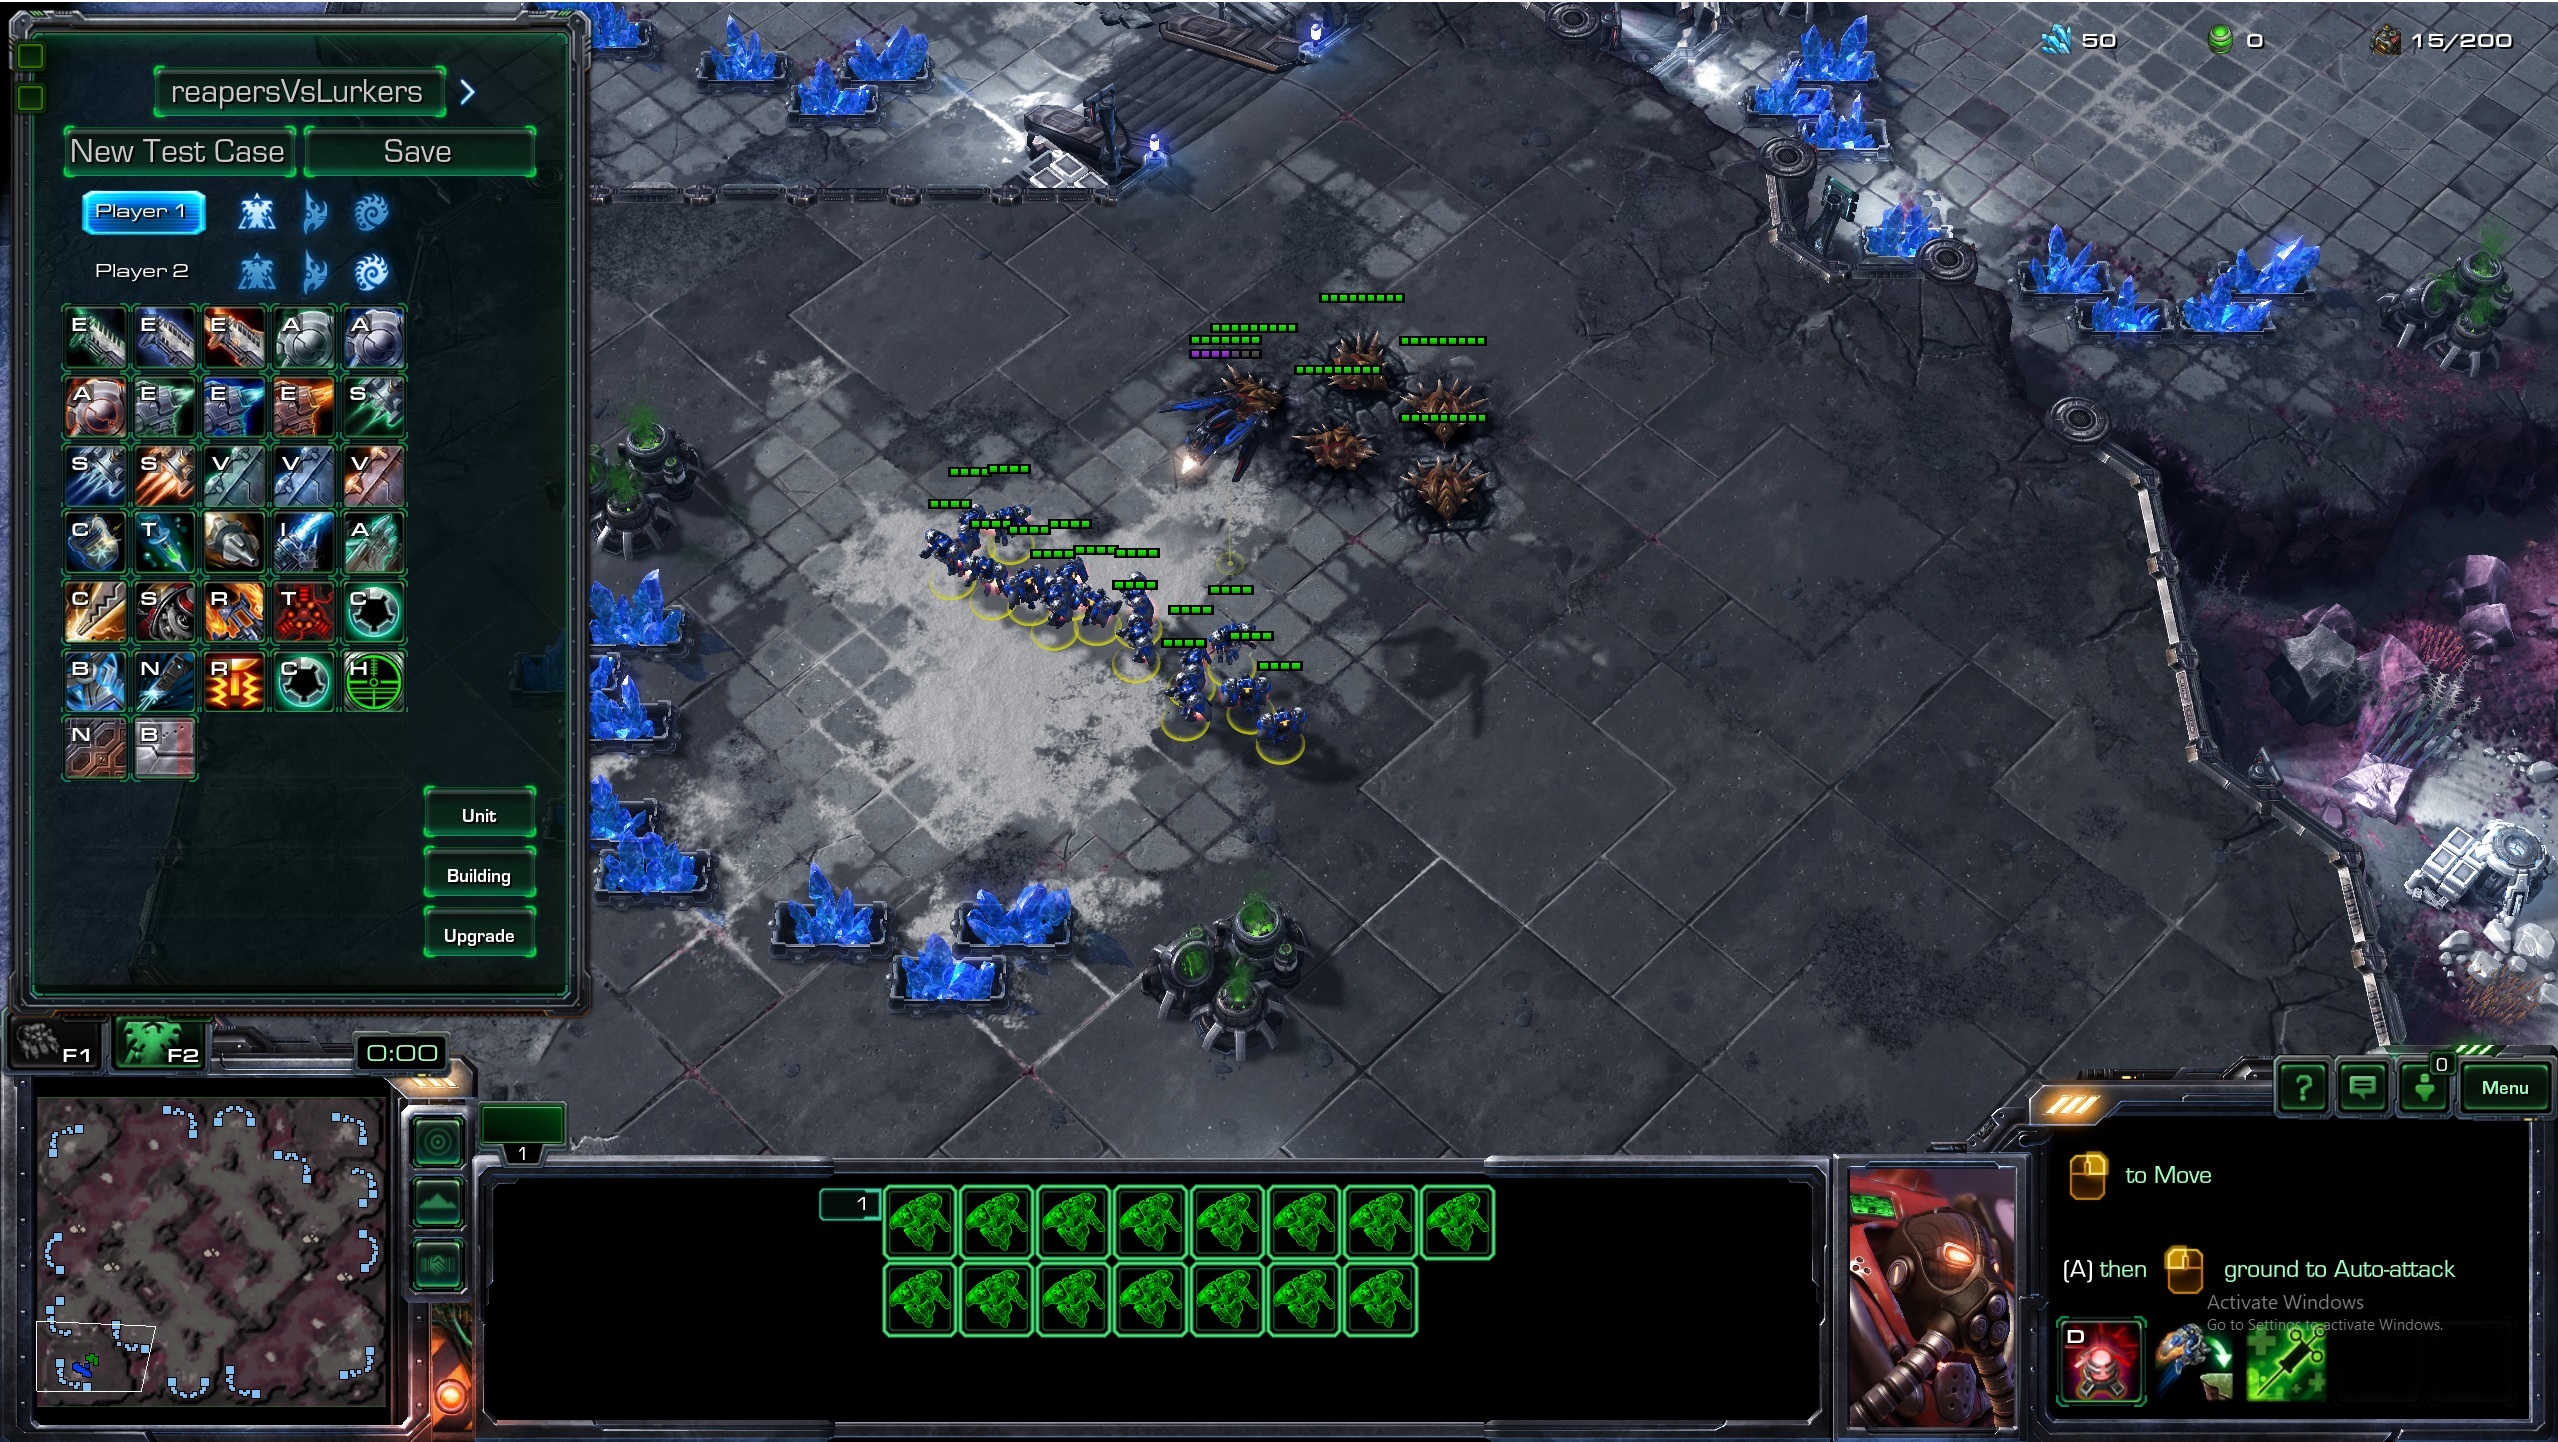 reapersVsLurkers
50 0 15/200
New Test Case Save
Player 1
Player 2
E E E A A
A E E E S
S S V V V
C T I A
C S R T C
B N R C H
N B
Unit
Building
Upgrade
F1 F2 0:00
0
? Menu
1
1
to Move
(A) then ground to Auto-attack
Activate Windows
Go to Settings to activate Windows.
D